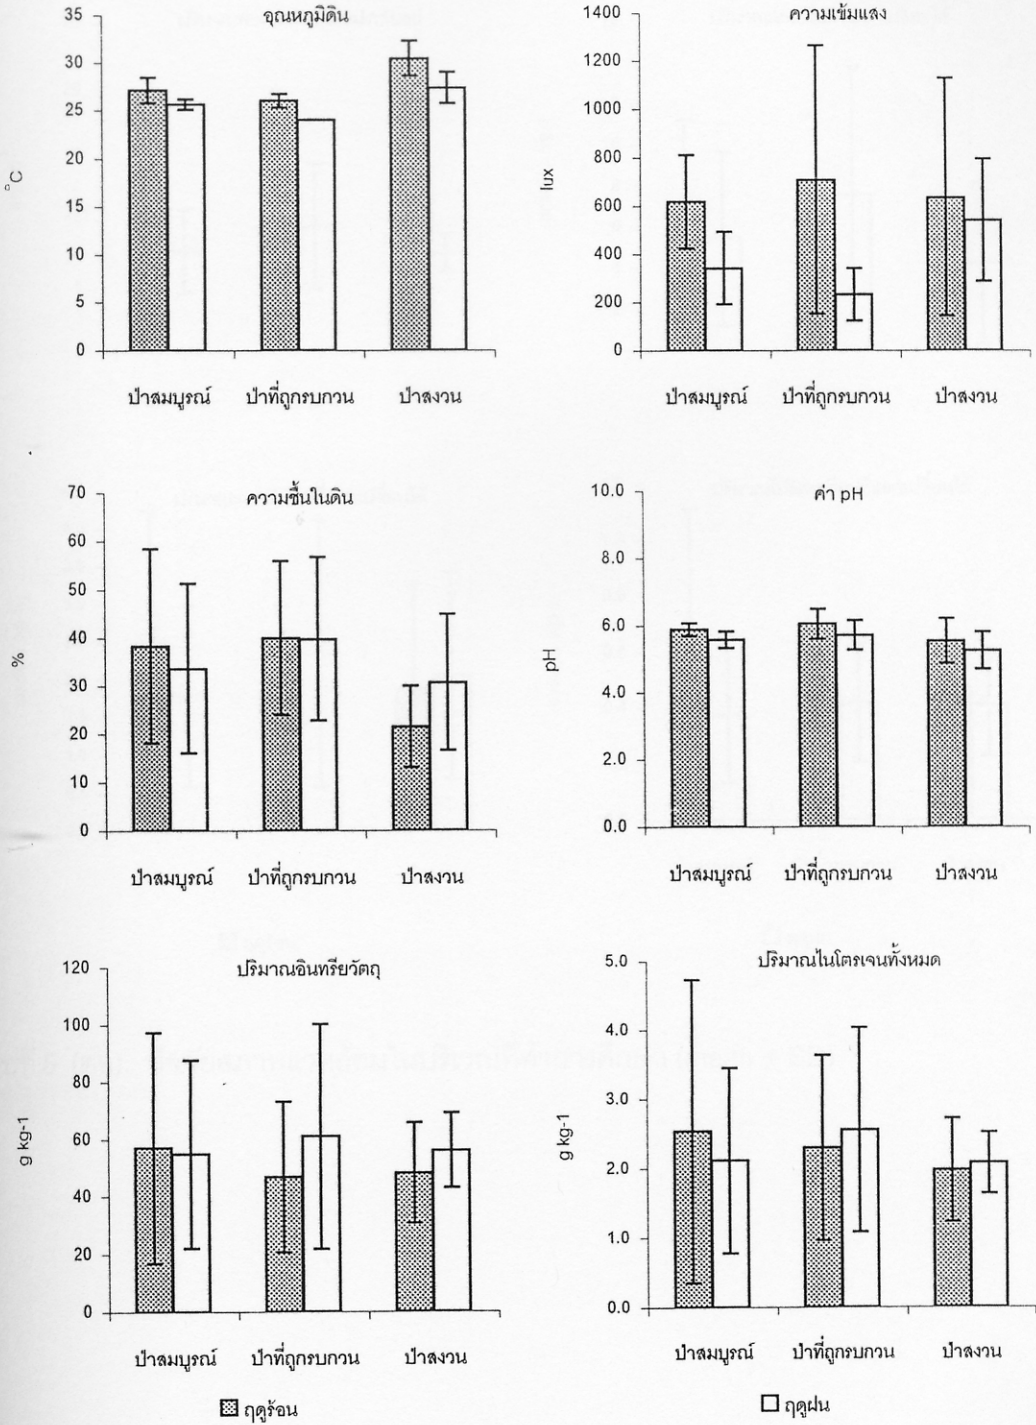 อุณหภูมิดิน
35
30
25
20
15
10
5
0
°C
ป่าสมบูรณ์ ป่าที่ถูกรบกวน ป่าสงวน
ความเข้มแสง
1400
1200
1000
800
600
400
200
0
lux
ป่าสมบูรณ์ ป่าที่ถูกรบกวน ป่าสงวน
ความชื้นในดิน
70
60
50
40
30
20
10
0
%
ป่าสมบูรณ์ ป่าที่ถูกรบกวน ป่าสงวน
ค่า pH
10.0
8.0
6.0
4.0
2.0
0.0
pH
ป่าสมบูรณ์ ป่าที่ถูกรบกวน ป่าสงวน
ปริมาณอินทรียวัตถุ
120
100
80
60
40
20
0
g kg-1
ป่าสมบูรณ์ ป่าที่ถูกรบกวน ป่าสงวน
ปริมาณไนโตรเจนทั้งหมด
5.0
4.0
3.0
2.0
1.0
0.0
g kg-1
ป่าสมบูรณ์ ป่าที่ถูกรบกวน ป่าสงวน
ฤดูร้อน ฤดูฝน